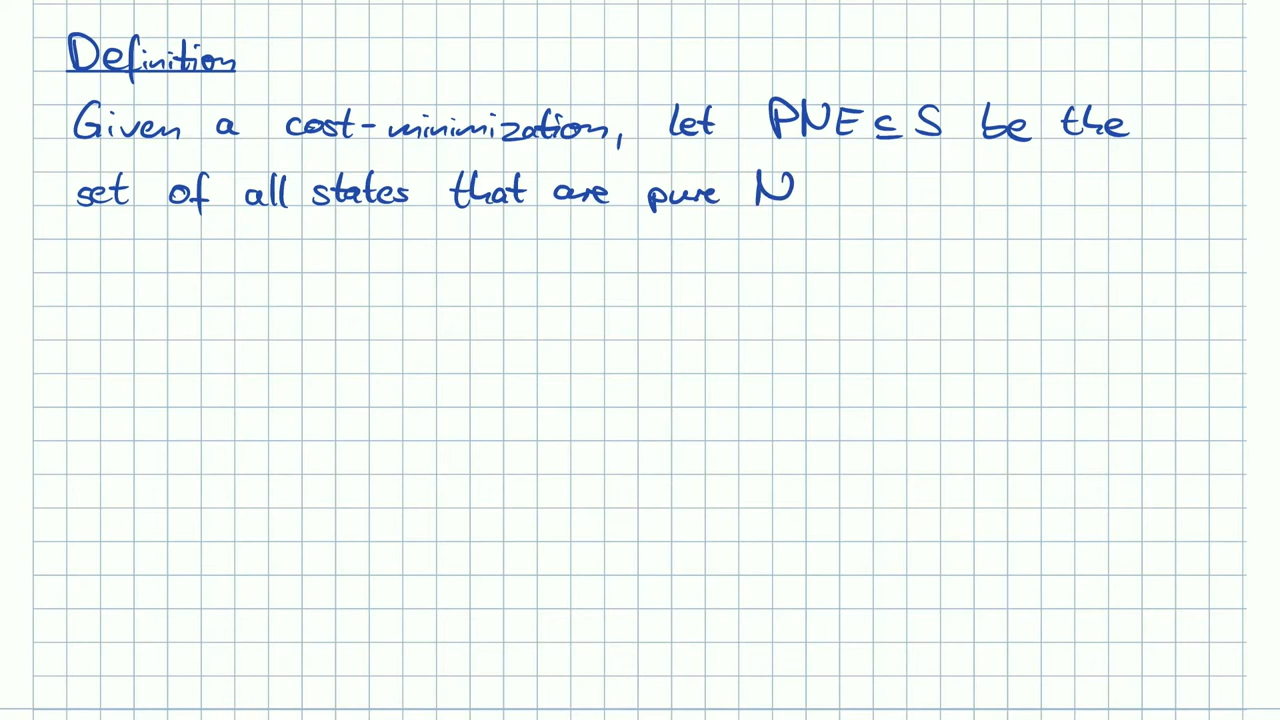 Definition
Given a cost-minimization, let PNE ⊆ S be the
set of all states that are pure N